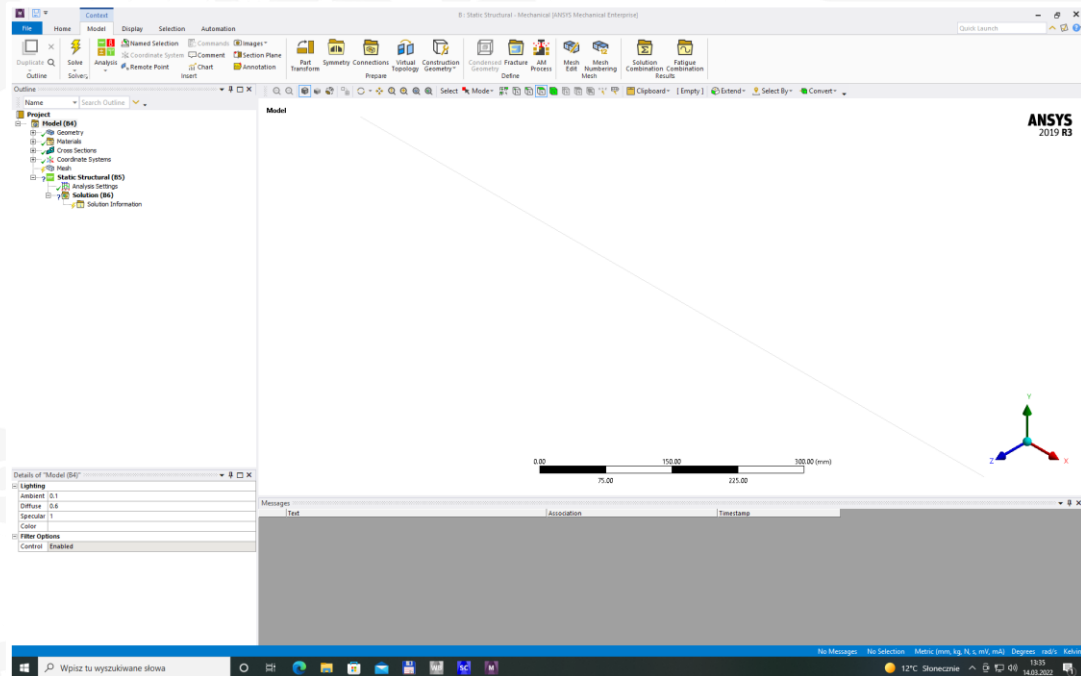 Context
B : Static Structural - Mechanical [ANSYS Mechanical Enterprise]
File Home Model Display Selection Automation Quick Launch
Duplicate Solve Analysis Named Selection Commands Images Part Transform Symmetry Connections Virtual Topology Construction Geometry Condensed Geometry Fracture AM Process Mesh Edit Mesh Numbering Solution Combination Fatigue Combination
Coordinate System Comment Section Plane
Remote Point Chart Annotation
Outline Solve Insert Prepare Define Mesh Results
Outline
Select Mode Clipboard [ Empty ] Extend Select By Convert
Name Search Outline
Project
Model (B4)
Geometry
Materials
Cross Sections
Coordinate Systems
Mesh
Static Structural (B5)
Analysis Settings
Solution (B6)
Solution Information
Model
ANSYS
2019 R3
Y
Z X
0.00 150.00 300.00 (mm)
75.00 225.00
Details of "Model (B4)"
Lighting
Ambient 0.1
Diffuse 0.6
Specular 1
Color
Filter Options
Control Enabled
Messages
Text Association Timestamp
No Messages No Selection Metric (mm, kg, N, s, mV, mA) Degrees rad/s Kelvin
Wpisz tu wyszukiwane słowa
12°C Słonecznie
13:35
14.03.2022